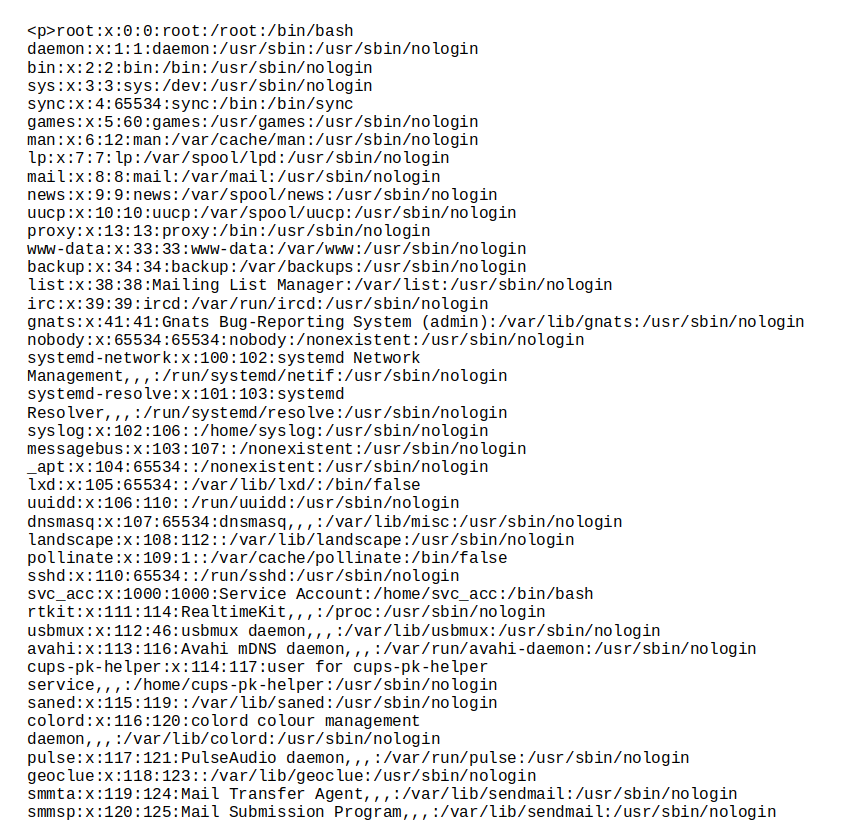 <p>root:x:0:0:root:/root:/bin/bash
daemon:x:1:1:daemon:/usr/sbin:/usr/sbin/nologin
bin:x:2:2:bin:/bin:/usr/sbin/nologin
sys:x:3:3:sys:/dev:/usr/sbin/nologin
sync:x:4:65534:sync:/bin:/bin/sync
games:x:5:60:games:/usr/games:/usr/sbin/nologin
man:x:6:12:man:/var/cache/man:/usr/sbin/nologin
lp:x:7:7:lp:/var/spool/lpd:/usr/sbin/nologin
mail:x:8:8:mail:/var/mail:/usr/sbin/nologin
news:x:9:9:news:/var/spool/news:/usr/sbin/nologin
uucp:x:10:10:uucp:/var/spool/uucp:/usr/sbin/nologin
proxy:x:13:13:proxy:/bin:/usr/sbin/nologin
www-data:x:33:33:www-data:/var/www:/usr/sbin/nologin
backup:x:34:34:backup:/var/backups:/usr/sbin/nologin
list:x:38:38:Mailing List Manager:/var/list:/usr/sbin/nologin
irc:x:39:39:ircd:/var/run/ircd:/usr/sbin/nologin
gnats:x:41:41:Gnats Bug-Reporting System (admin):/var/lib/gnats:/usr/sbin/nologin
nobody:x:65534:65534:nobody:/nonexistent:/usr/sbin/nologin
systemd-network:x:100:102:systemd Network
Management,,,:/run/systemd/netif:/usr/sbin/nologin
systemd-resolve:x:101:103:systemd
Resolver,,,:/run/systemd/resolve:/usr/sbin/nologin
syslog:x:102:106::/home/syslog:/usr/sbin/nologin
messagebus:x:103:107::/nonexistent:/usr/sbin/nologin
_apt:x:104:65534::/nonexistent:/usr/sbin/nologin
lxd:x:105:65534::/var/lib/lxd/:/bin/false
uuidd:x:106:110::/run/uuidd:/usr/sbin/nologin
dnsmasq:x:107:65534:dnsmasq,,,:/var/lib/misc:/usr/sbin/nologin
landscape:x:108:112::/var/lib/landscape:/usr/sbin/nologin
pollinate:x:109:1::/var/cache/pollinate:/bin/false
sshd:x:110:65534::/run/sshd:/usr/sbin/nologin
svc_acc:x:1000:1000:Service Account:/home/svc_acc:/bin/bash
rtkit:x:111:114:RealtimeKit,,,:/proc:/usr/sbin/nologin
usbmux:x:112:46:usbmux daemon,,,:/var/lib/usbmux:/usr/sbin/nologin
avahi:x:113:116:Avahi mDNS daemon,,,:/var/run/avahi-daemon:/usr/sbin/nologin
cups-pk-helper:x:114:117:user for cups-pk-helper
service,,,:/home/cups-pk-helper:/usr/sbin/nologin
saned:x:115:119::/var/lib/saned:/usr/sbin/nologin
colord:x:116:120:colord colour management
daemon,,,:/var/lib/colord:/usr/sbin/nologin
pulse:x:117:121:PulseAudio daemon,,,:/var/run/pulse:/usr/sbin/nologin
geoclue:x:118:123::/var/lib/geoclue:/usr/sbin/nologin
smmta:x:119:124:Mail Transfer Agent,,,:/var/lib/sendmail:/usr/sbin/nologin
smmsp:x:120:125:Mail Submission Program,,,:/var/lib/sendmail:/usr/sbin/nologin